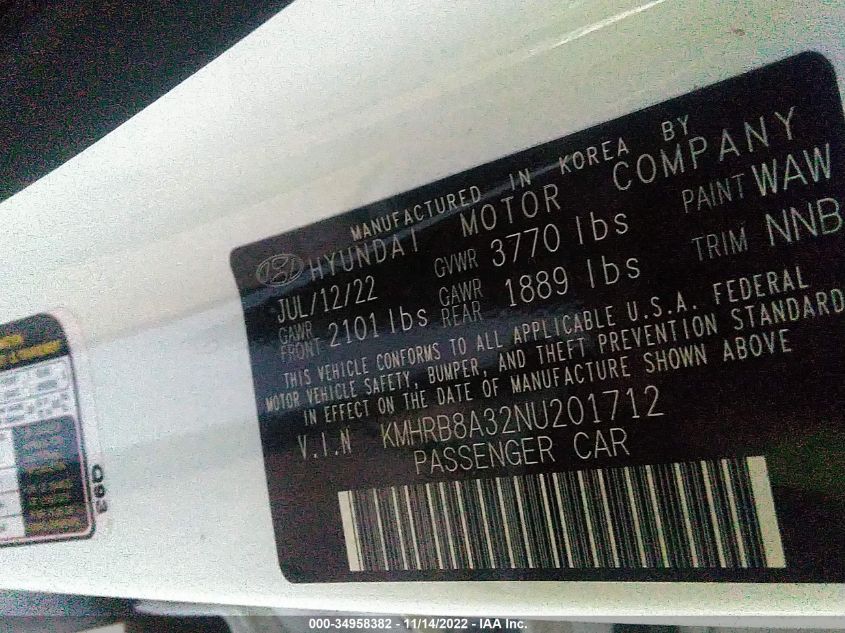 MANUFACTURED IN KOREA BY
HYUNDAI MOTOR COMPANY
JUL/12/22 GVWR 3770 lbs PAINT WAW
GAWR FRONT 2101 lbs GAWR REAR 1889 lbs TRIM NNB
THIS VEHICLE CONFORMS TO ALL APPLICABLE U.S.A. FEDERAL
MOTOR VEHICLE SAFETY, BUMPER, AND THEFT PREVENTION STANDARD
IN EFFECT ON THE DATE OF MANUFACTURE SHOWN ABOVE
V.I.N KMHRB8A32NU201712
PASSENGER CAR
Q93
000-34958382 - 11/14/2022 - IAA Inc.